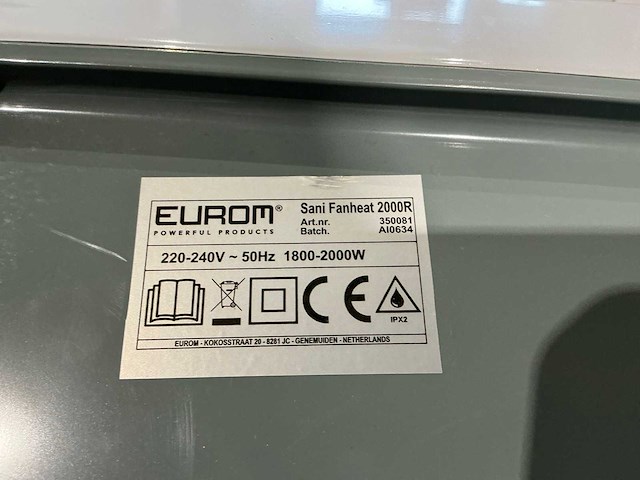 EUROM® Sani Fanheat 2000R
POWERFUL PRODUCTS
Art.nr. 350081
Batch. AI0634
220-240V ~ 50Hz 1800-2000W
CE
IPX2
EUROM - KOKOSSTRAAT 20 - 8281 JC - GENEMUIDEN - NETHERLANDS